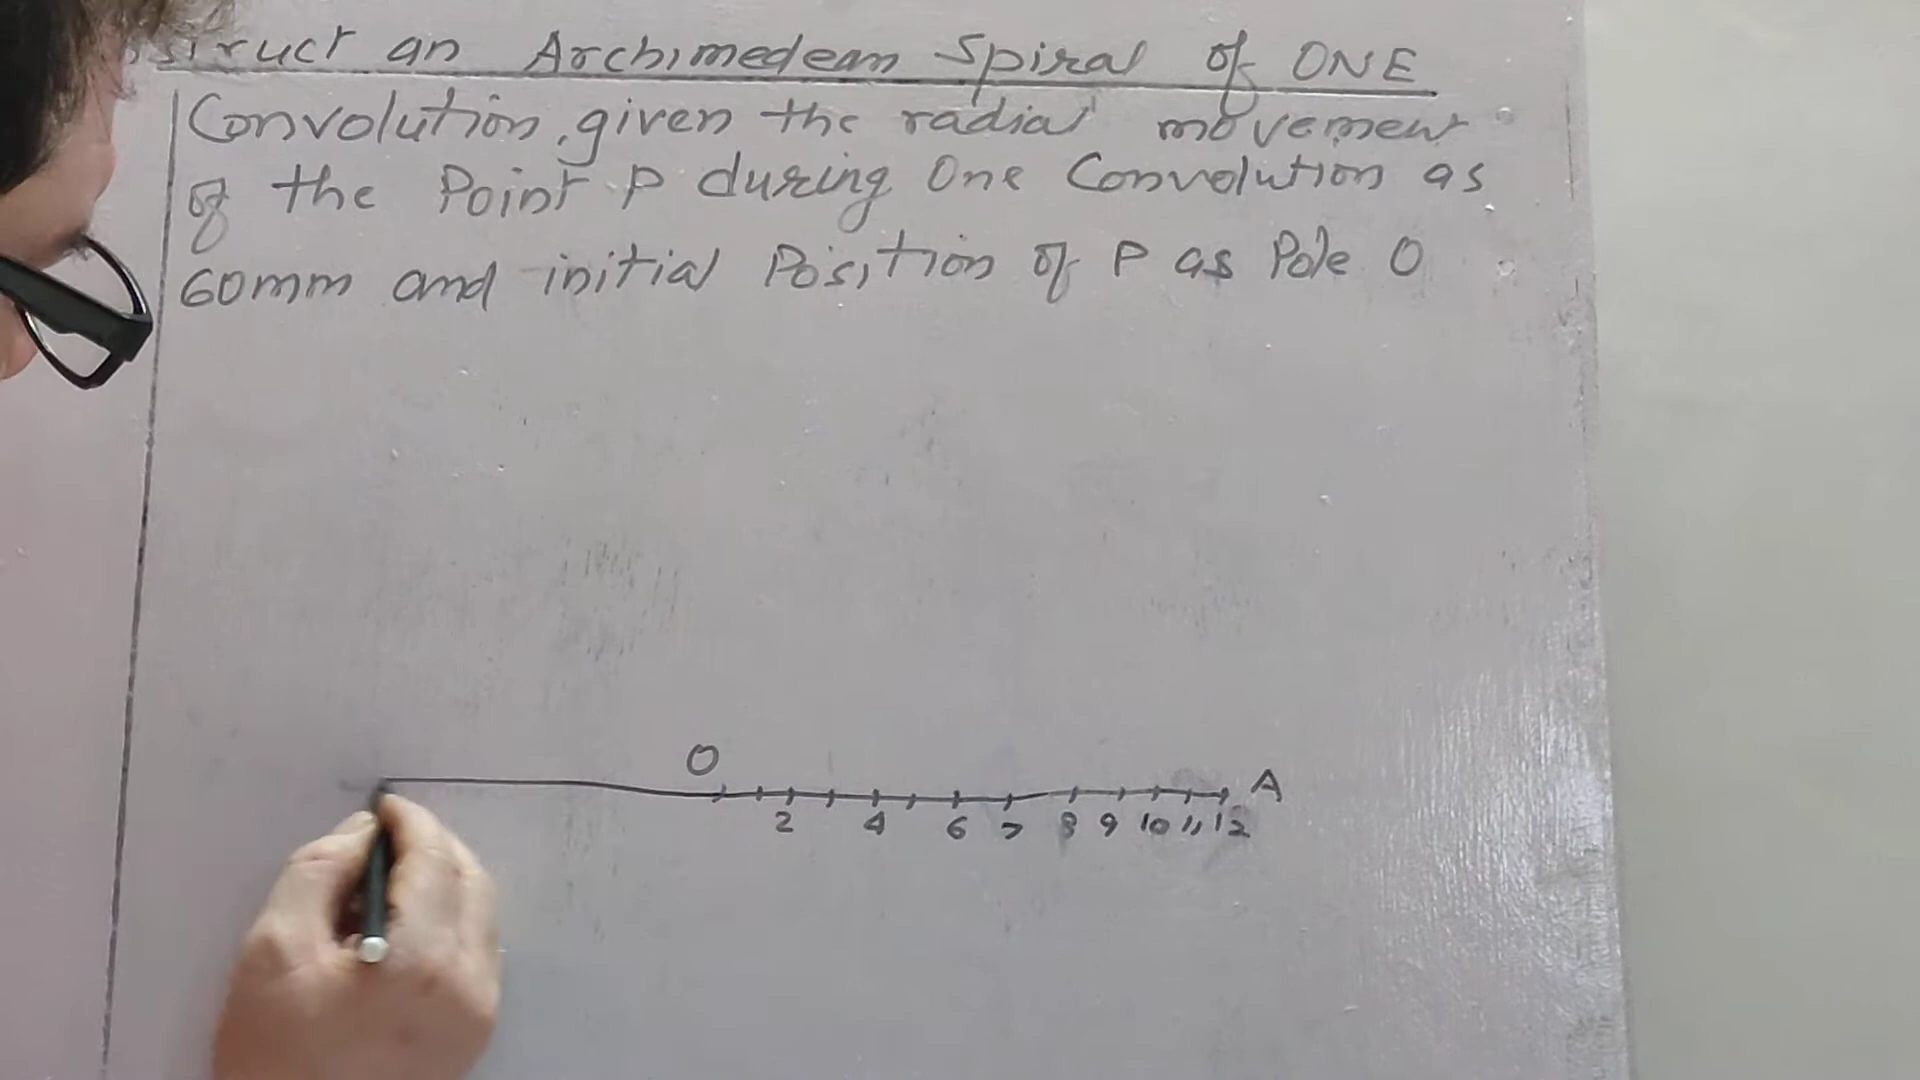 struct an Archimedean Spiral of ONE
Convolution, given the radial movement
of the Point P during One Convolution as
60mm and initial Position of P as Pole O
O
A
2 4 6 7 8 9 10 11 12